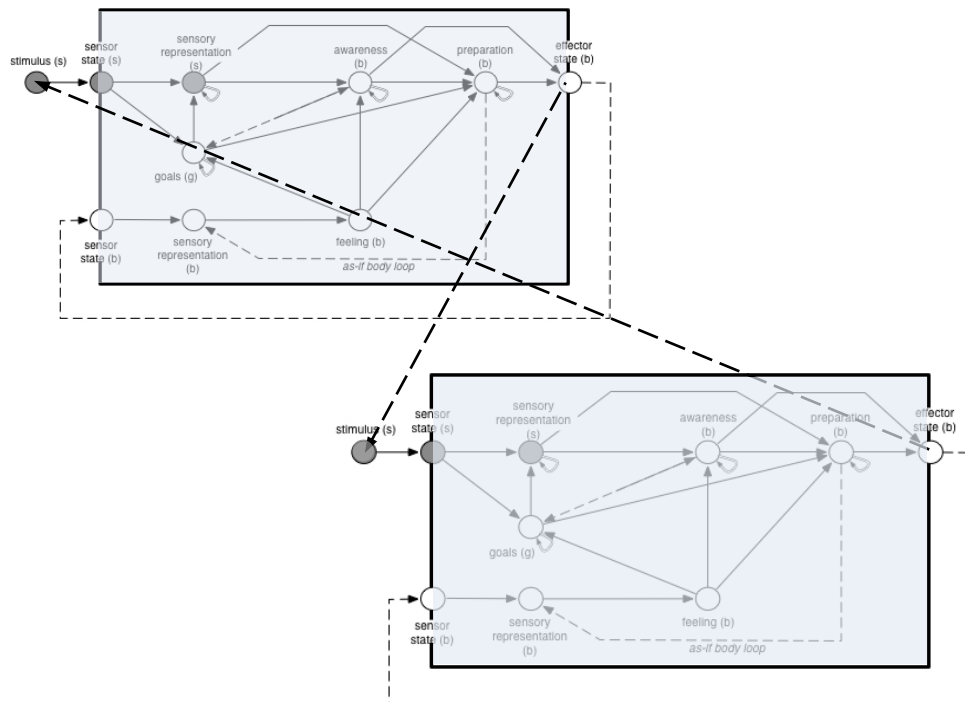 stimulus (s)
sensor
state (s)
sensory
representation
(s)
awareness
(b)
preparation
(b)
effector
state (b)
goals (g)
sensor
state (b)
sensory
representation
(b)
feeling (b)
as-if body loop
stimulus (s)
sensor
state (s)
sensory
representation
(s)
awareness
(b)
preparation
(b)
effector
state (b)
goals (g)
sensor
state (b)
sensory
representation
(b)
feeling (b)
as-if body loop